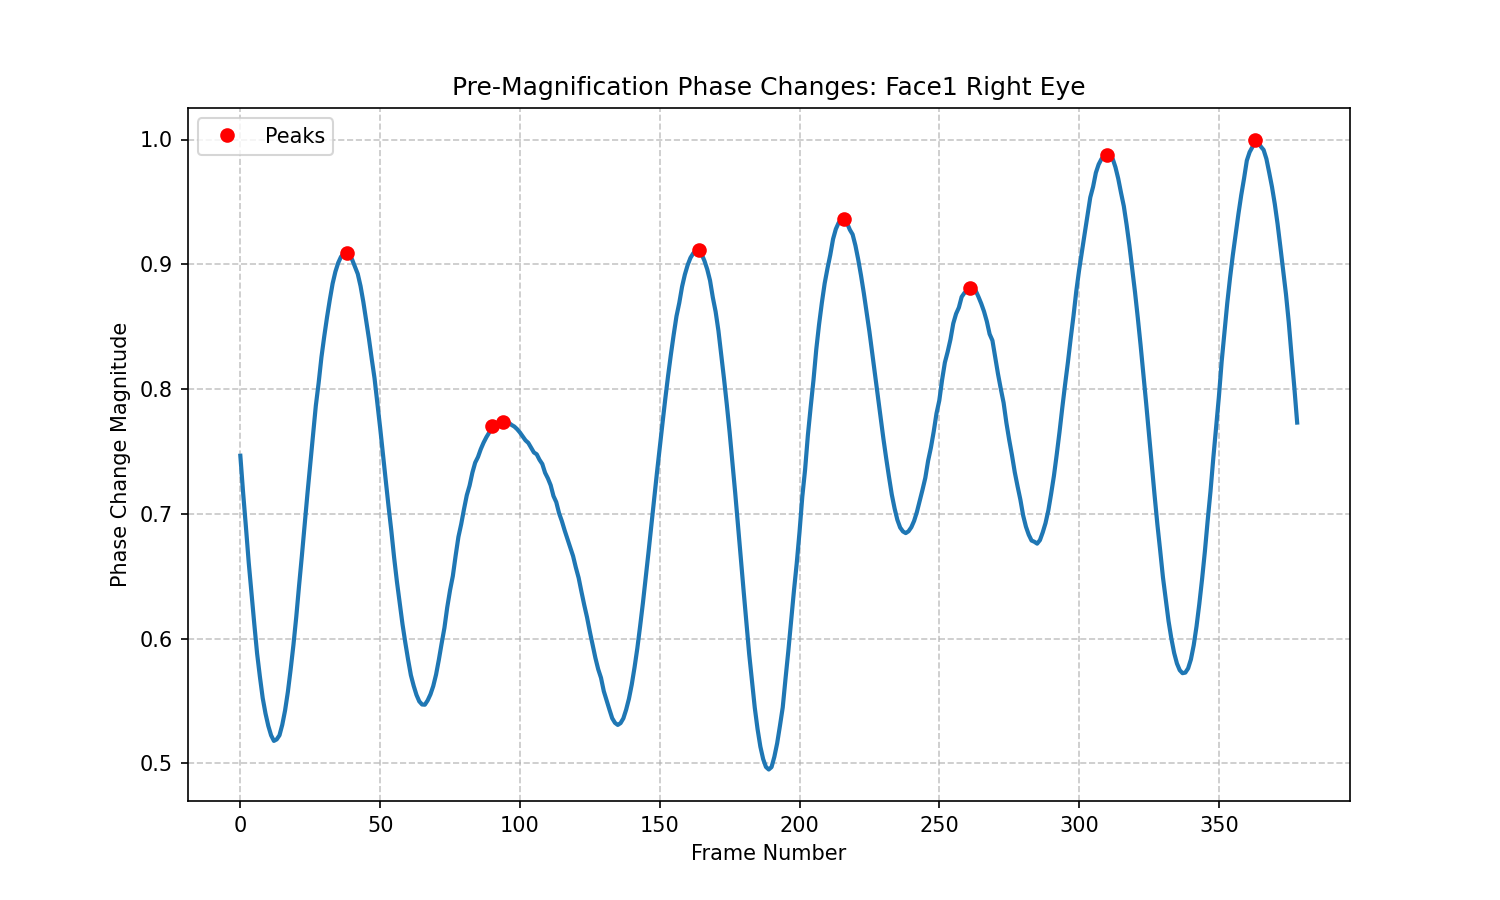 Pre-Magnification Phase Changes: Face1 Right Eye
Peaks
Phase Change Magnitude
1.0
0.9
0.8
0.7
0.6
0.5
0 50 100 150 200 250 300 350
Frame Number